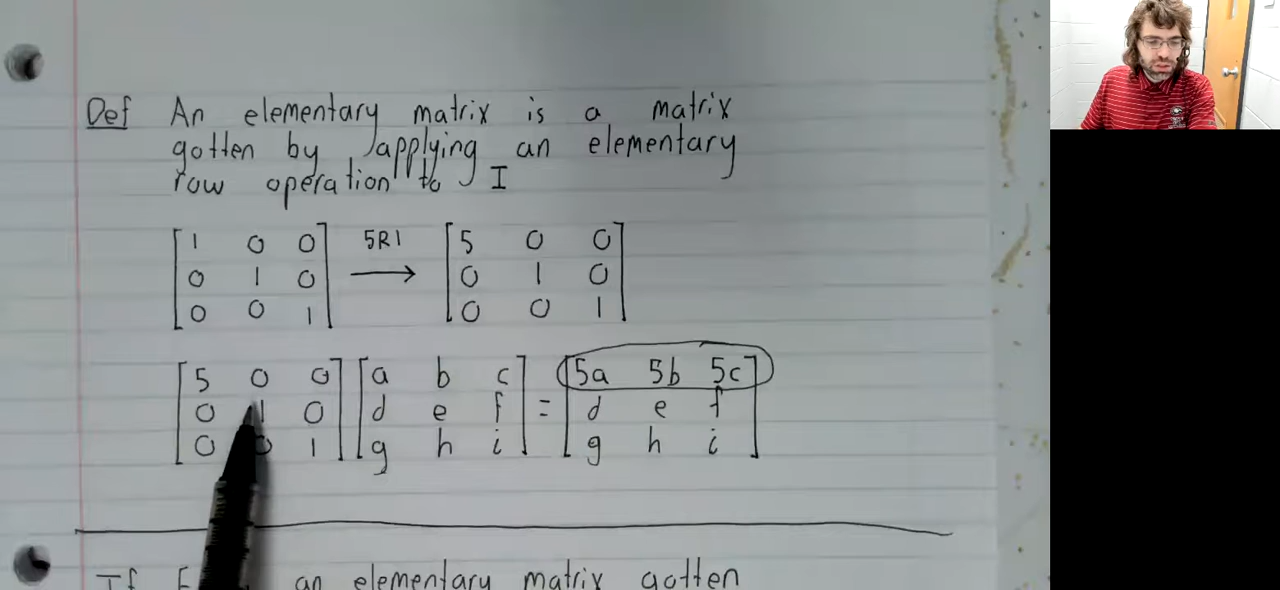 Def An elementary matrix is a matrix
gotten by applying an elementary
row operation to I
1 0 0 5R1 5 0 0
0 1 0 → 0 1 0
0 0 1 0 0 1
5 0 0 a b c 5a 5b 5c
0 1 0 d e f = d e f
0 0 1 g h i g h i
If E an elementary matrix gotten